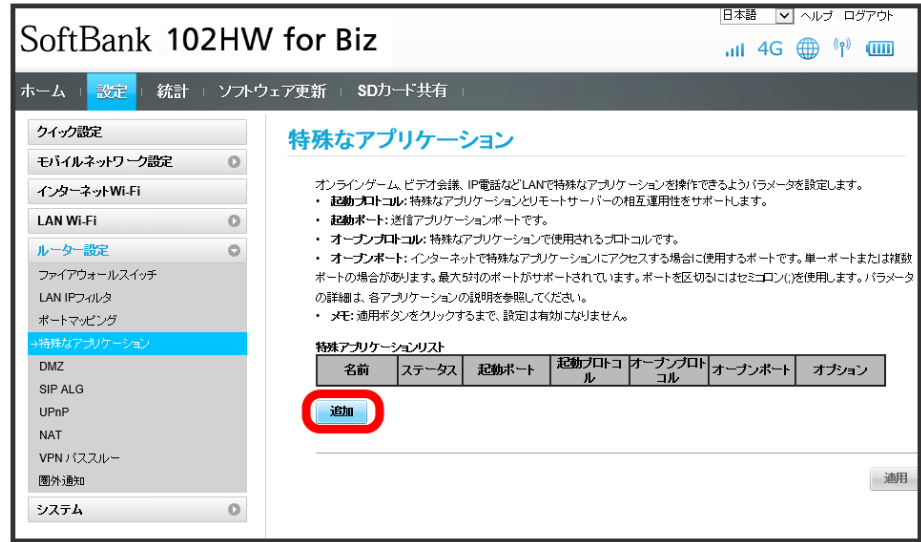 日本語 ヘルプ ログアウト
SoftBank 102HW for Biz
4G
ホーム 設定 統計 ソフトウェア更新 SDカード共有
クイック設定
モバイルネットワーク設定
インターネットWi-Fi
LAN Wi-Fi
ルーター設定
ファイアウォールスイッチ
LAN IPフィルタ
ポートマッピング
→特殊なアプリケーション
DMZ
SIP ALG
UPnP
NAT
VPN パススルー
圏外通知
システム
特殊なアプリケーション
オンラインゲーム、ビデオ会議、IP電話などLANで特殊なアプリケーションを操作できるようパラメータを設定します。
・ 起動プロトコル: 特殊なアプリケーションとリモートサーバーの相互運用性をサポートします。
・ 起動ポート: 送信アプリケーションポートです。
・ オープンプロトコル: 特殊なアプリケーションで使用されるプロトコルです。
・ オープンポート: インターネットで特殊なアプリケーションにアクセスする場合に使用するポートです。単一ポートまたは複数
ポートの場合があります。最大5対のポートがサポートされています。ポートを区切るにはセミコロン(;)を使用します。パラメータ
の詳細は、各アプリケーションの説明を参照してください。
・ メモ: 適用ボタンをクリックするまで、設定は有効になりません。
特殊アプリケーションリスト
名前 ステータス 起動ポート 起動プロトコル オープンプロトコル オープンポート オプション
追加
適用